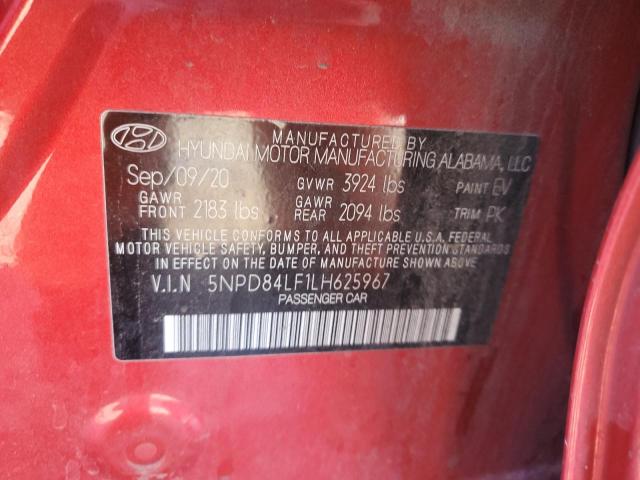 MANUFACTURED BY
HYUNDAI MOTOR MANUFACTURING ALABAMA, LLC
Sep/09/20 GVWR 3924 lbs PAINT EV
GAWR FRONT 2183 lbs GAWR REAR 2094 lbs TRIM PK
THIS VEHICLE CONFORMS TO ALL APPLICABLE U.S.A. FEDERAL
MOTOR VEHICLE SAFETY, BUMPER, AND THEFT PREVENTION STANDARDS
IN EFFECT ON THE DATE OF MANUFACTURE SHOWN ABOVE
V.I.N 5NPD84LF1LH625967
PASSENGER CAR